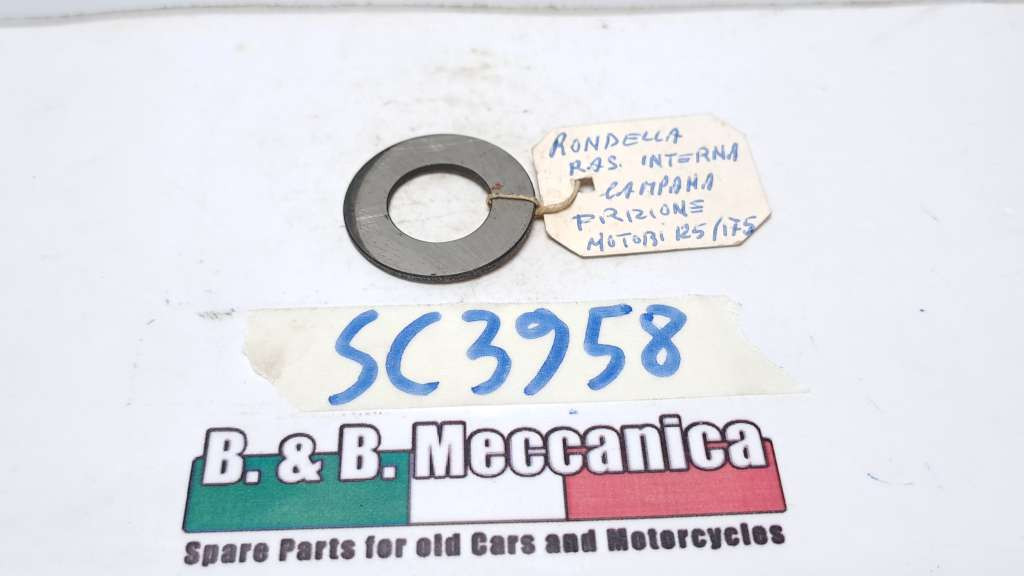 RONDELLA
RAS. INTERNA
CAMPANA
FRIZIONE
MOTOBI 125/175
SC3958
B. & B. Meccanica
Spare Parts for old Cars and Motorcycles